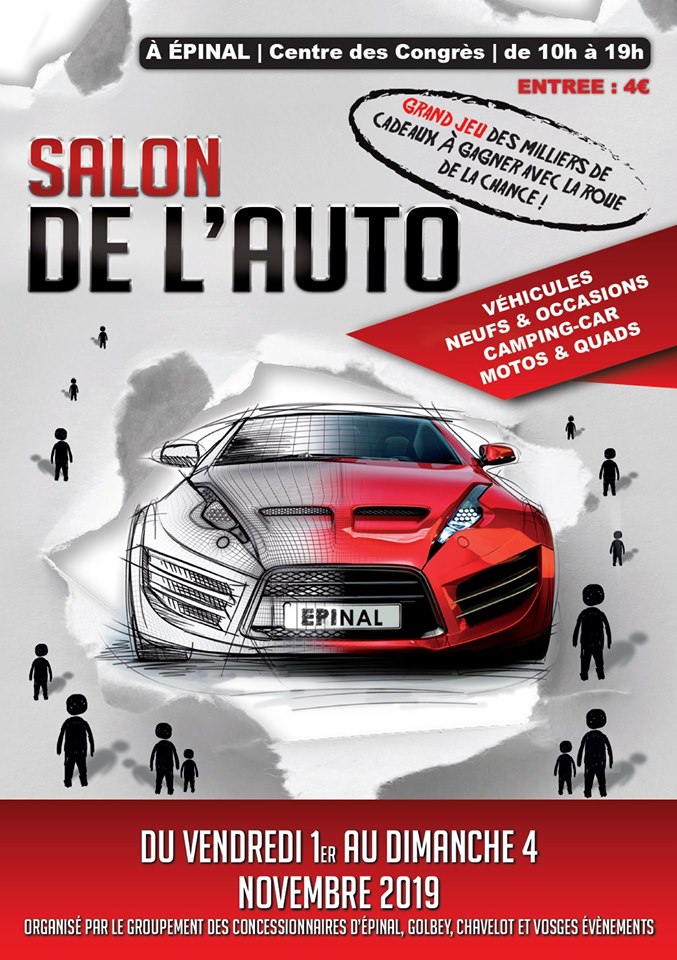 À ÉPINAL | Centre des Congrès | de 10h à 19h
ENTREE : 4€
GRAND JEU DES MILLIERS DE
CADEAUX À GAGNER AVEC LA ROUE
DE LA CHANCE !
SALON
DE L'AUTO
VÉHICULES
NEUFS & OCCASIONS
CAMPING-CAR
MOTOS & QUADS
EPINAL
DU VENDREDI 1ER AU DIMANCHE 4
NOVEMBRE 2019
ORGANISÉ PAR LE GROUPEMENT DES CONCESSIONNAIRES D'ÉPINAL, GOLBEY, CHAVELOT ET VOSGES ÉVÈNEMENTS